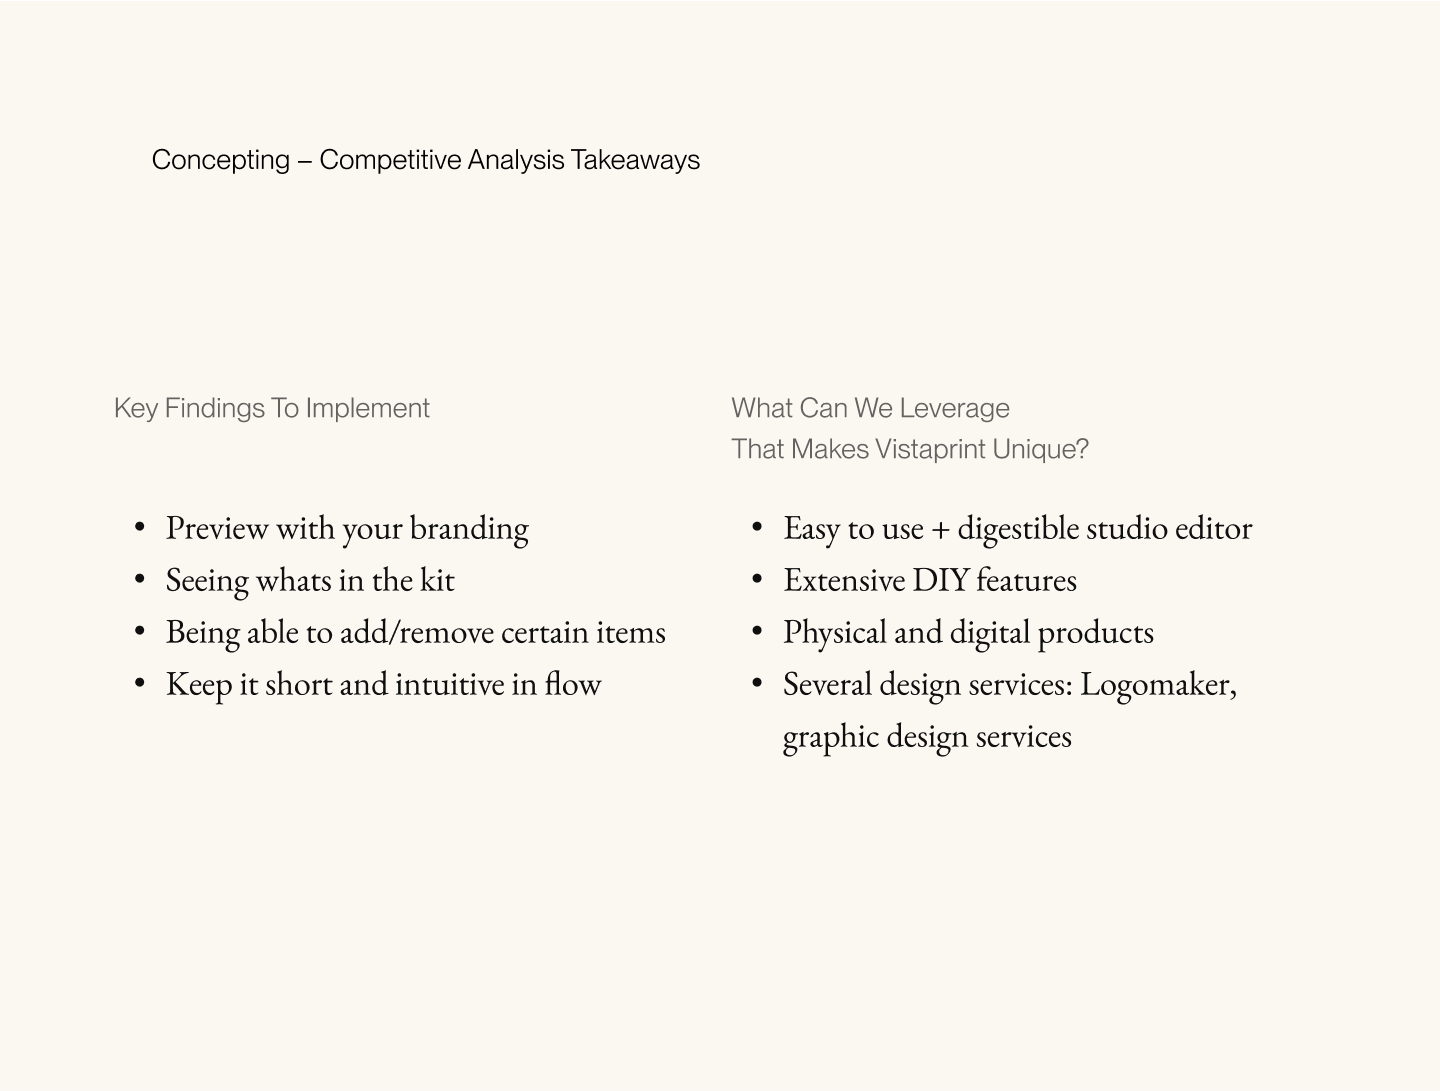 Concepting – Competitive Analysis Takeaways
Key Findings To Implement
• Preview with your branding
• Seeing whats in the kit
• Being able to add/remove certain items
• Keep it short and intuitive in flow
What Can We Leverage
That Makes Vistaprint Unique?
• Easy to use + digestible studio editor
• Extensive DIY features
• Physical and digital products
• Several design services: Logomaker,
graphic design services